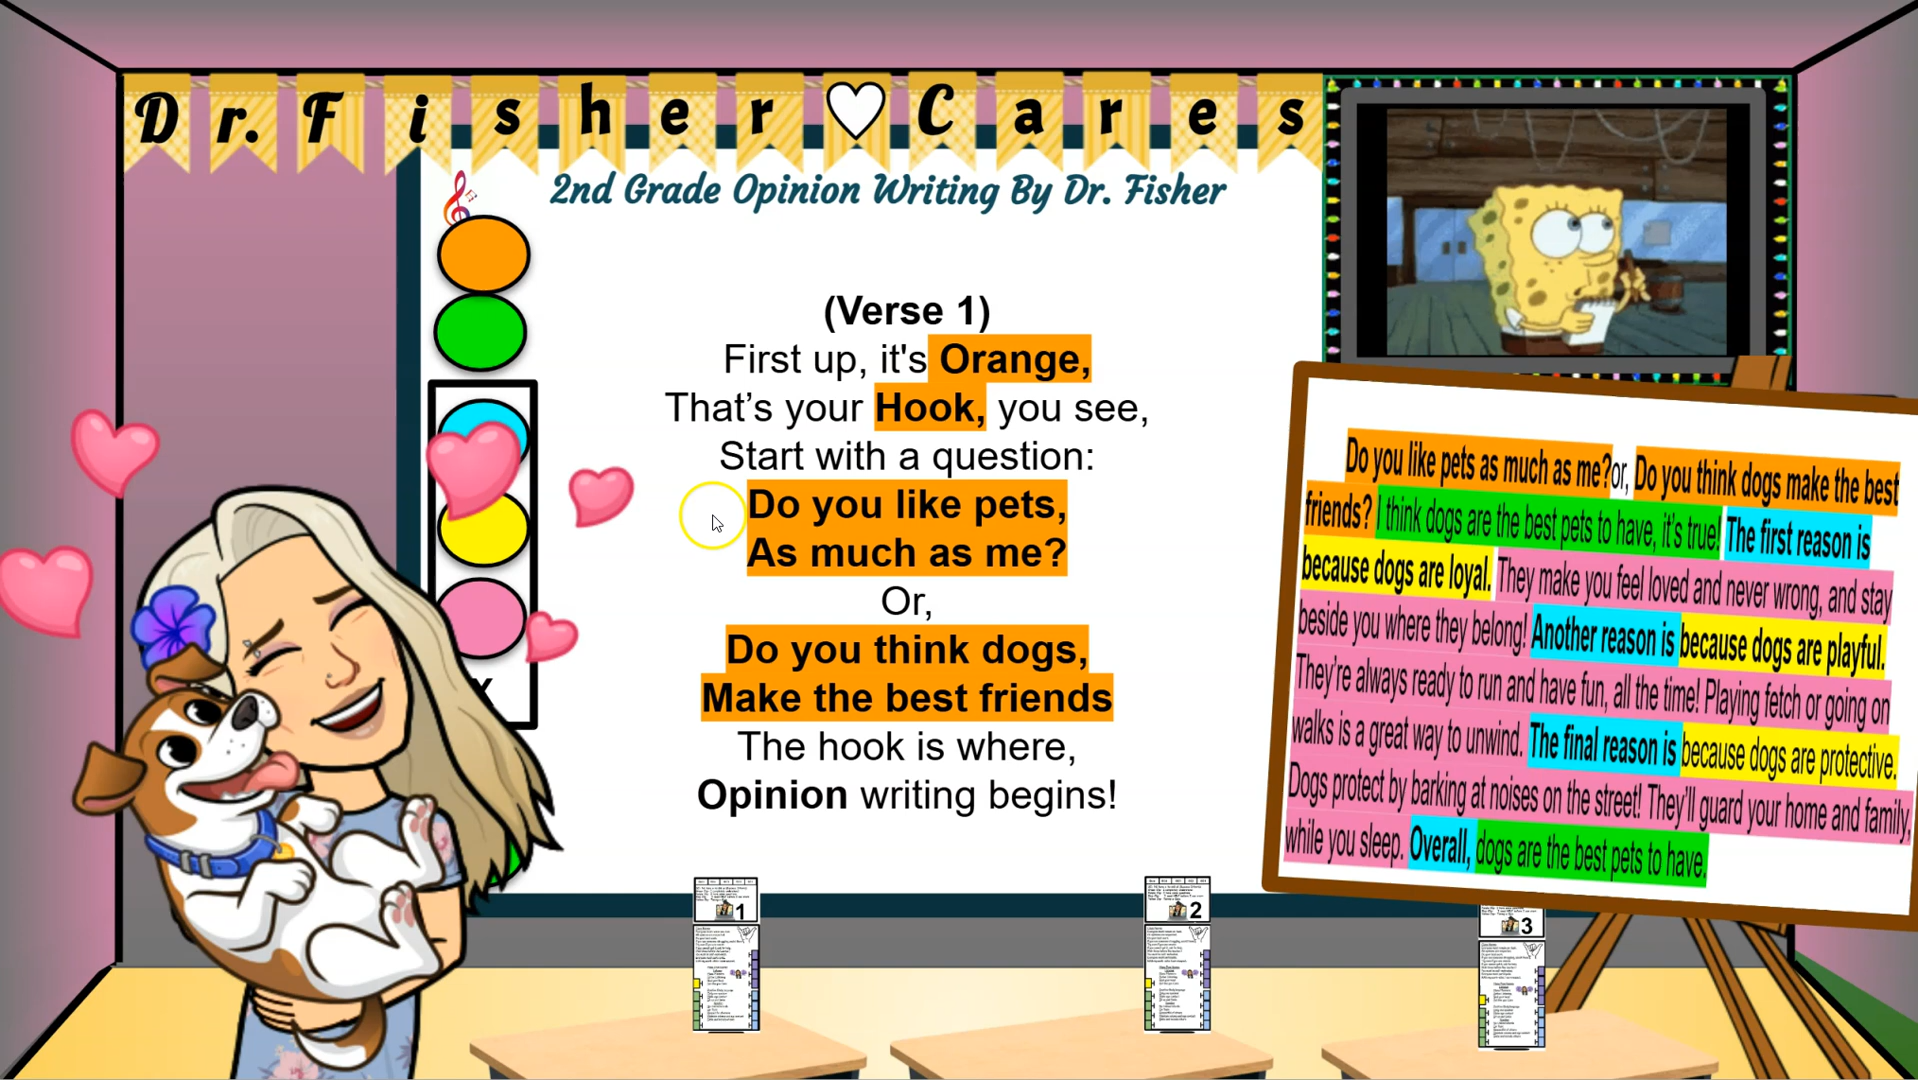 Dr. Fisher Cares
2nd Grade Opinion Writing By Dr. Fisher
(Verse 1)
First up, it's Orange,
That’s your Hook, you see,
Start with a question:
Do you like pets,
As much as me?
Or,
Do you think dogs,
Make the best friends
The hook is where,
Opinion writing begins!
Do you like pets as much as me?or, Do you think dogs make the best
friends? I think dogs are the best pets to have, it’s true! The first reason is
because dogs are loyal. They make you feel loved and never wrong, and stay
beside you where they belong! Another reason is because dogs are playful.
They’re always ready to run and have fun, all the time! Playing fetch or going on
walks is a great way to unwind. The final reason is because dogs are protective.
Dogs protect by barking at noises on the street! They’ll guard your home and family,
while you sleep. Overall, dogs are the best pets to have.
1
2
3